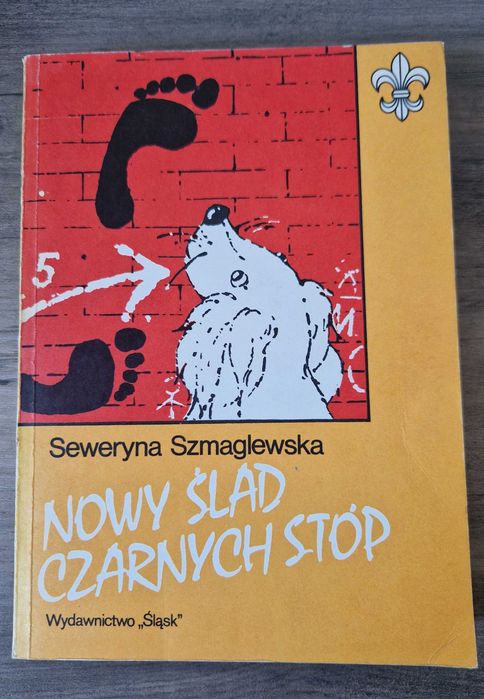 5
Seweryna Szmaglewska
NOWY ŚLAD
CZARNYCH STÓP
Wydawnictwo „Śląsk”